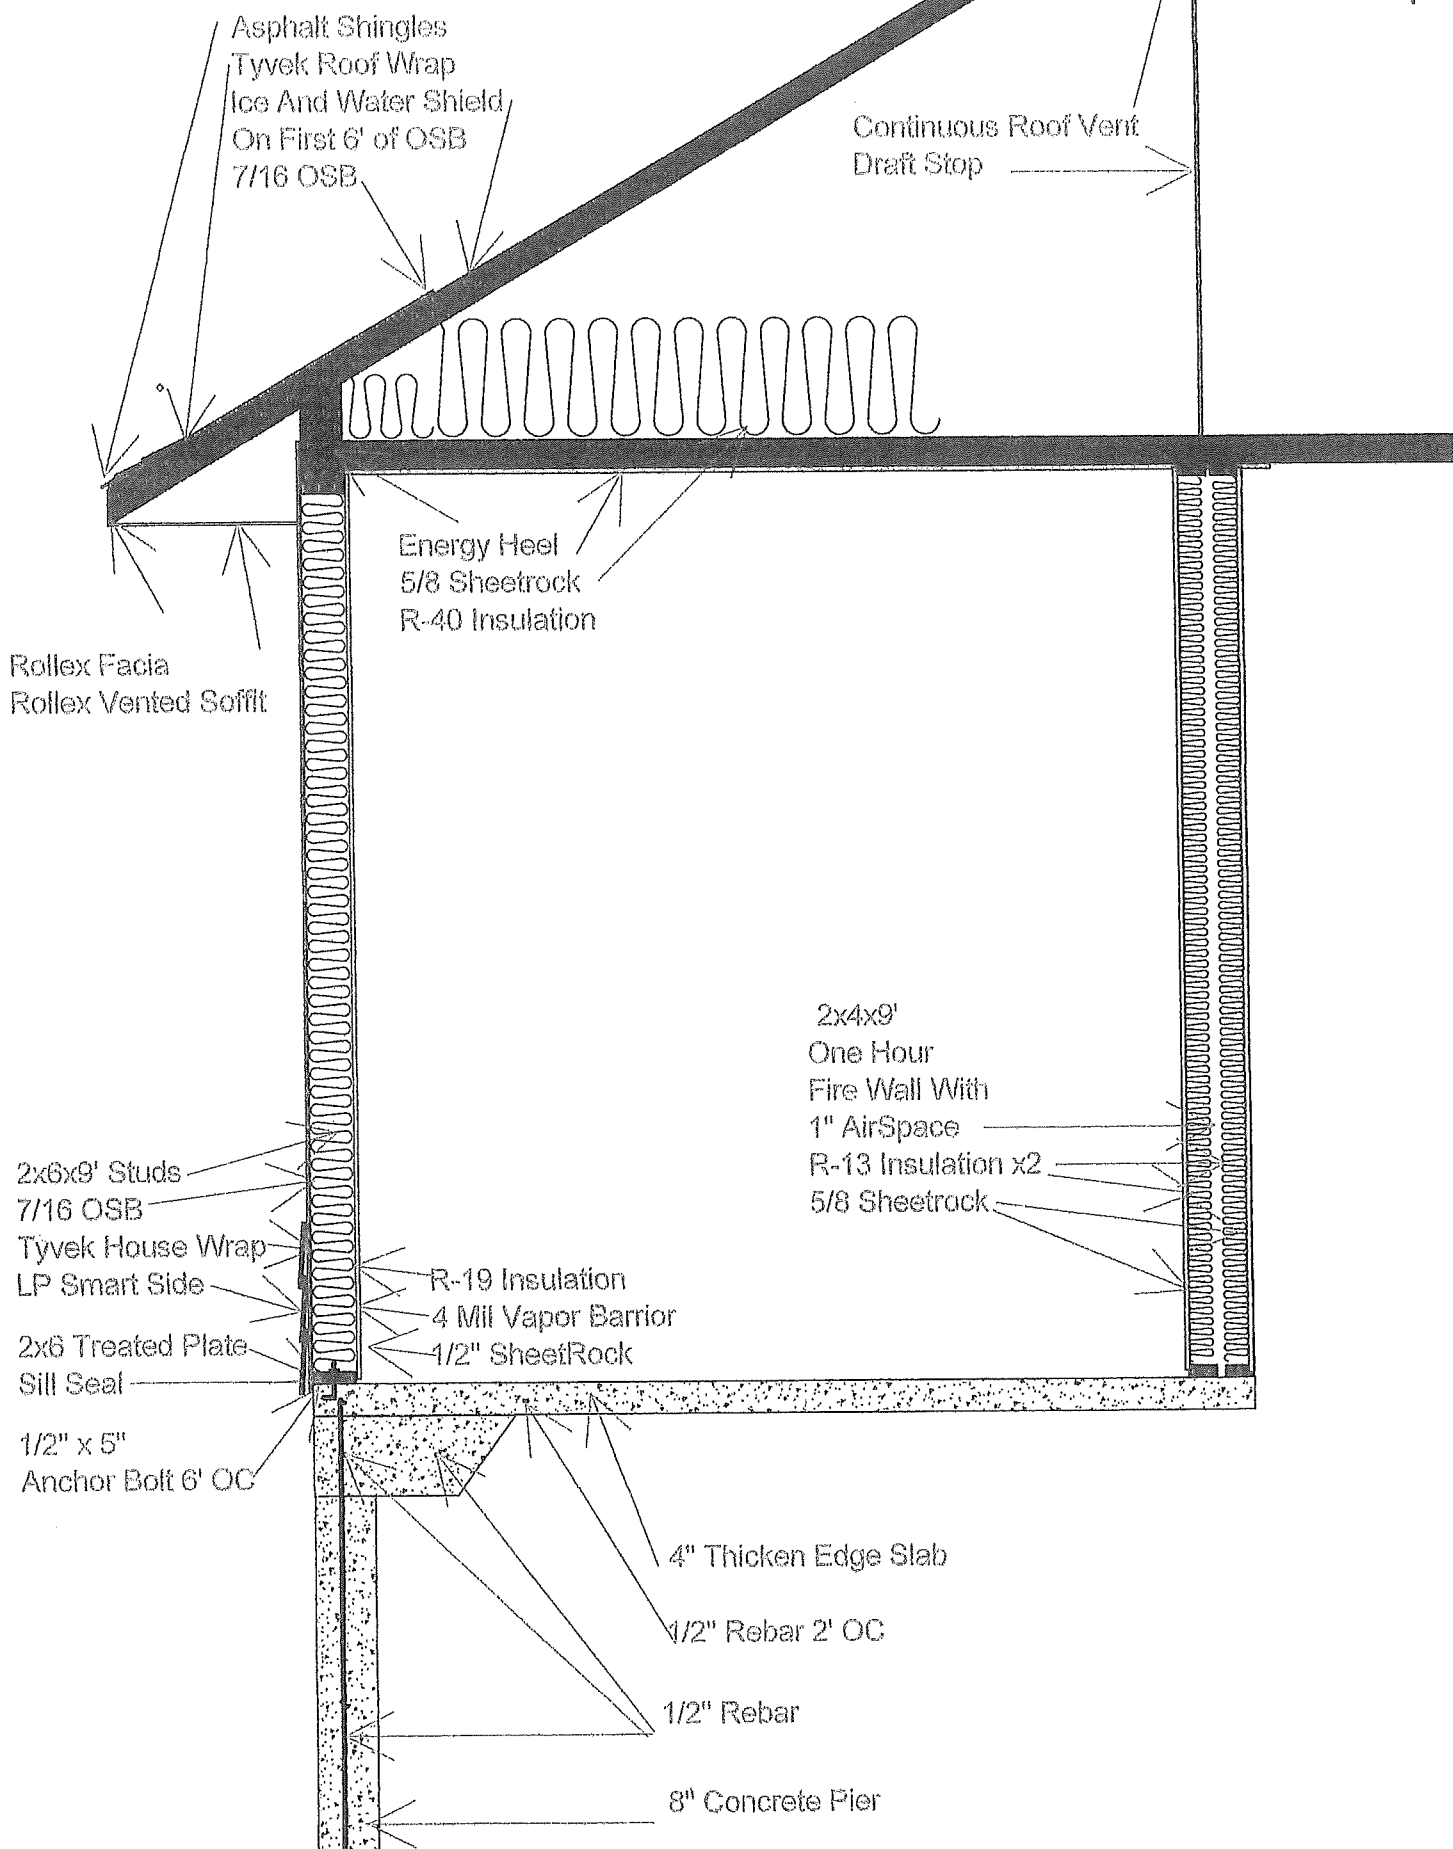 Asphalt Shingles
Tyvek Roof Wrap
Ice And Water Shield
On First 6' of OSB
7/16 OSB
Continuous Roof Vent
Draft Stop
Energy Heel
5/8 Sheetrock
R-40 Insulation
Rollex Facia
Rollex Vented Soffit
2x4x9'
One Hour
Fire Wall With
1" AirSpace
R-13 Insulation x2
5/8 Sheetrock
2x6x9' Studs
7/16 OSB
Tyvek House Wrap
LP Smart Side
2x6 Treated Plate
Sill Seal
1/2" x 5"
Anchor Bolt 6' OC
R-19 Insulation
4 Mil Vapor Barrior
1/2" SheetRock
4" Thicken Edge Slab
1/2" Rebar 2' OC
1/2" Rebar
8" Concrete Pier